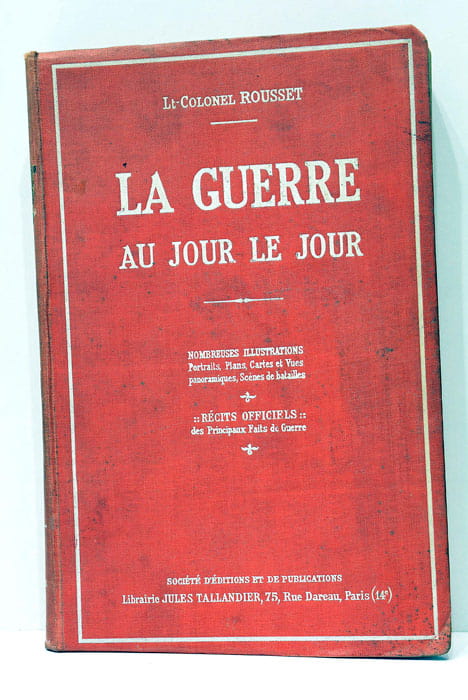 Lt-COLONEL ROUSSET
LA GUERRE
AU JOUR LE JOUR
NOMBREUSES ILLUSTRATIONS
Portraits, Plans, Cartes et Vues
panoramiques, Scènes de batailles
:: RÉCITS OFFICIELS ::
des Principaux Faits de Guerre
SOCIÉTÉ D'ÉDITIONS ET DE PUBLICATIONS
Librairie JULES TALLANDIER, 75, Rue Dareau, Paris (14e)